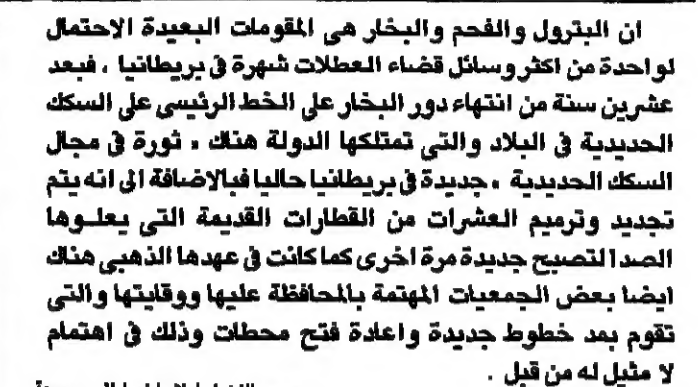 ان البترول والفحم والبخار هى المقومات البعيدة الاحتمال
لواحدة من اكثر وسائل قضاء العطلات شهرة فى بريطانيا ، فبعد
عشرين سنة من انتهاء دور البخار على الخط الرئيسى على السكك
الحديدية فى البلاد والتى تمتلكها الدولة هناك « ثورة فى مجال
السكك الحديدية » جديدة فى بريطانيا حاليا فبالاضافة الى انه يتم
تجديد وترميم العشرات من القطارات القديمة التى يعلوها
الصدا لتصبح جديدة مرة اخرى كما كانت فى عهدها الذهبى هناك
ايضا بعض الجمعيات المهتمة بالمحافظة عليها ووقايتها والتى
تقوم بمد خطوط جديدة واعادة فتح محطات وذلك فى اهتمام
لا مثيل له من قبل .